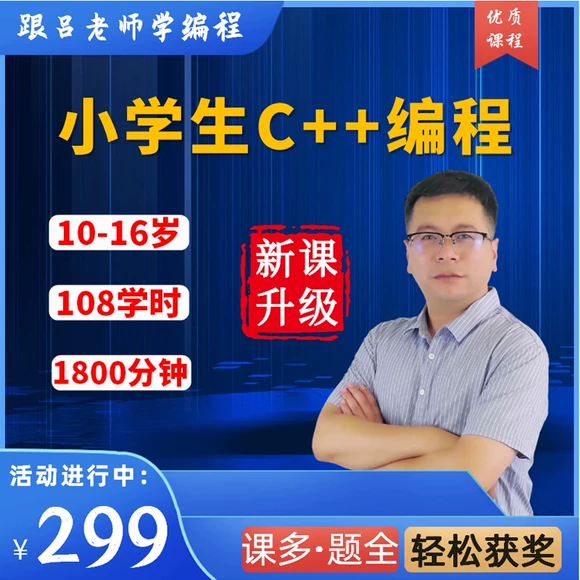 跟吕老师学编程
优质
课程
小学生C++编程
10-16岁
108学时
1800分钟
新课
升级
活动进行中：
￥299
课多·题全
轻松获奖